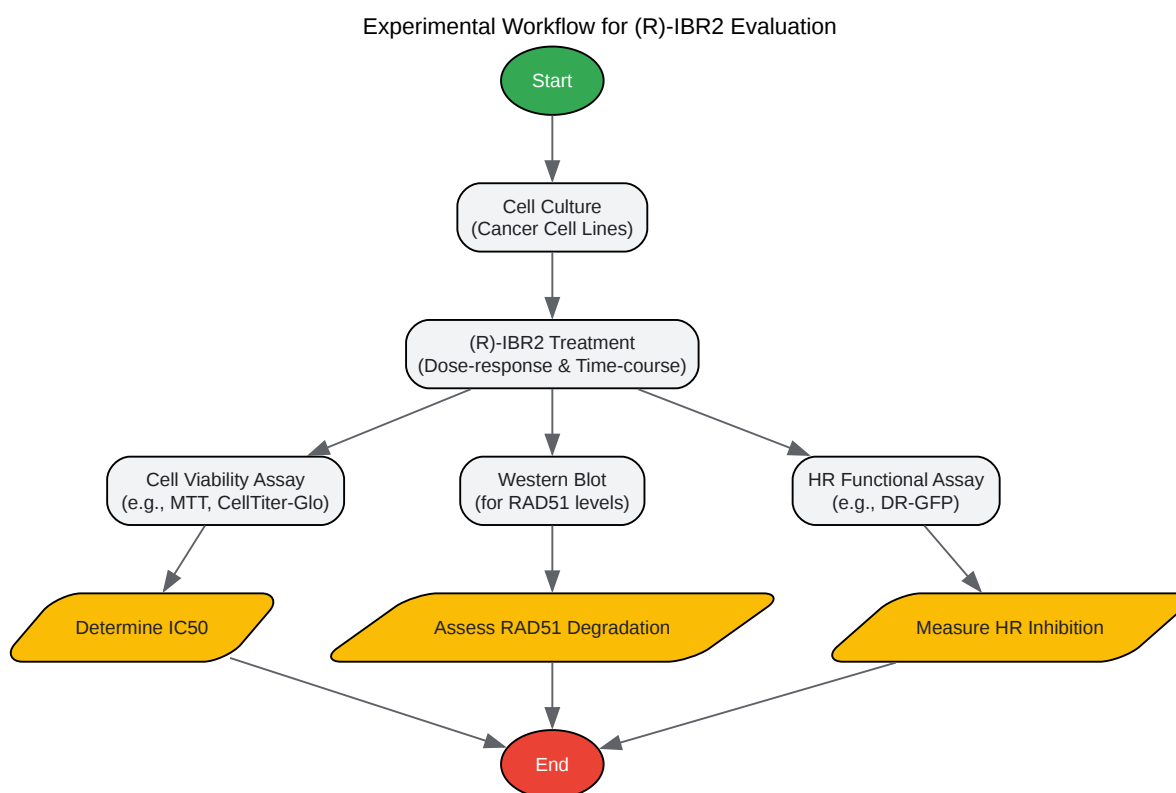 Experimental Workflow for (R)-IBR2 Evaluation
Start
Cell Culture
(Cancer Cell Lines)
(R)-IBR2 Treatment
(Dose-response & Time-course)
Cell Viability Assay
(e.g., MTT, CellTiter-Glo)
Western Blot
(for RAD51 levels)
HR Functional Assay
(e.g., DR-GFP)
Determine IC50
Assess RAD51 Degradation
Measure HR Inhibition
End